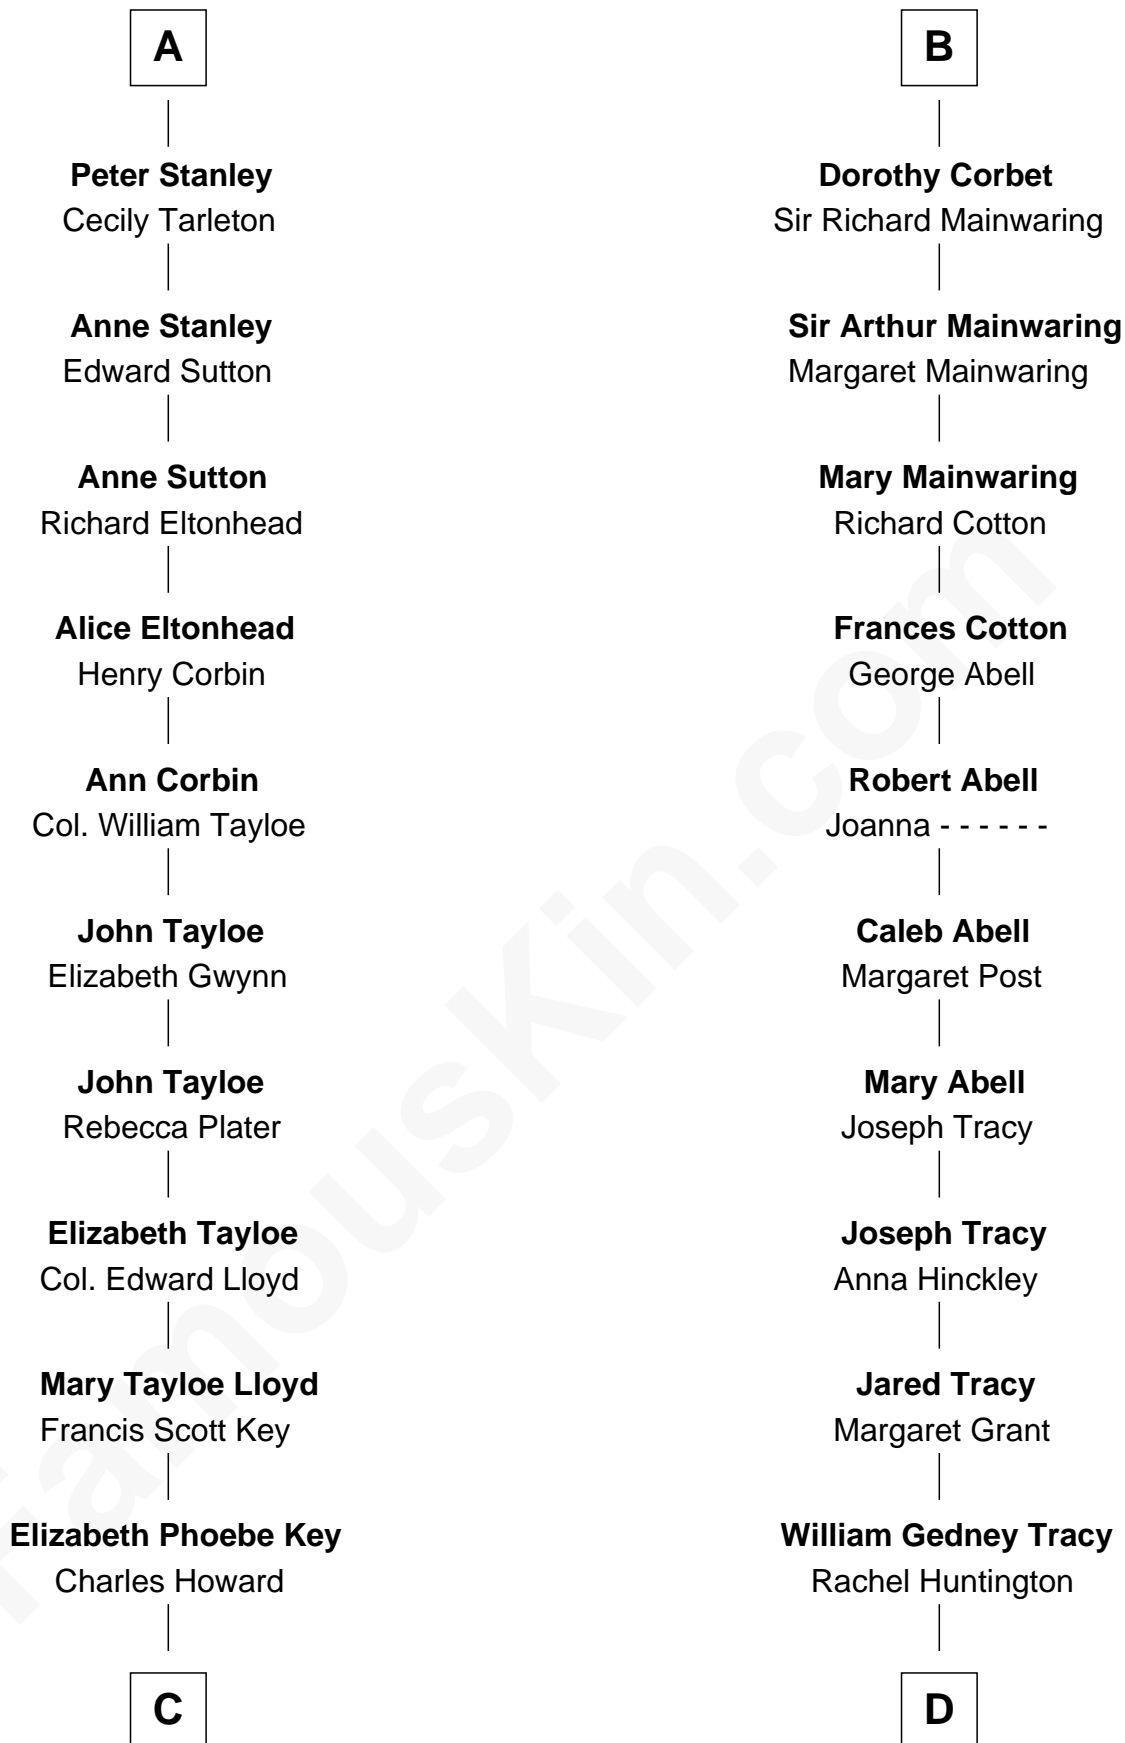 A
Peter Stanley
Cecily Tarleton
Anne Stanley
Edward Sutton
Anne Sutton
Richard Eltonhead
Alice Eltonhead
Henry Corbin
Ann Corbin
Col. William Tayloe
John Tayloe
Elizabeth Gwynn
John Tayloe
Rebecca Plater
Elizabeth Tayloe
Col. Edward Lloyd
Mary Tayloe Lloyd
Francis Scott Key
Elizabeth Phoebe Key
Charles Howard
C
B
Dorothy Corbet
Sir Richard Mainwaring
Sir Arthur Mainwaring
Margaret Mainwaring
Mary Mainwaring
Richard Cotton
Frances Cotton
George Abell
Robert Abell
Joanna - - - - - -
Caleb Abell
Margaret Post
Mary Abell
Joseph Tracy
Joseph Tracy
Anna Hinckley
Jared Tracy
Margaret Grant
William Gedney Tracy
Rachel Huntington
D
FamousKin.com